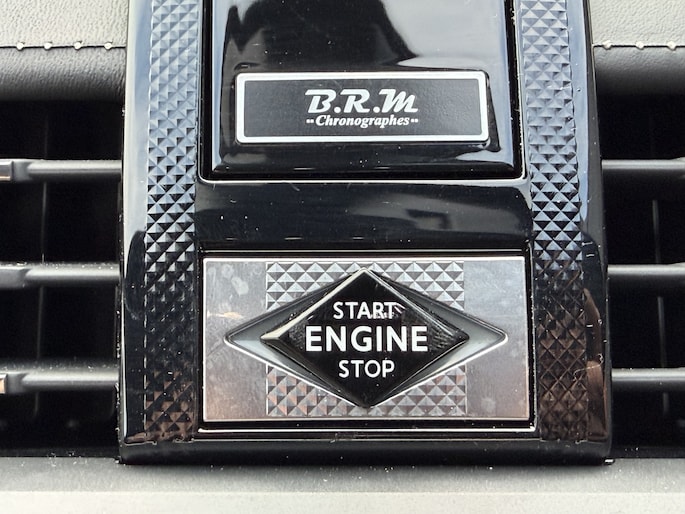 B.R.M
-- Chronographes --
START
ENGINE
STOP